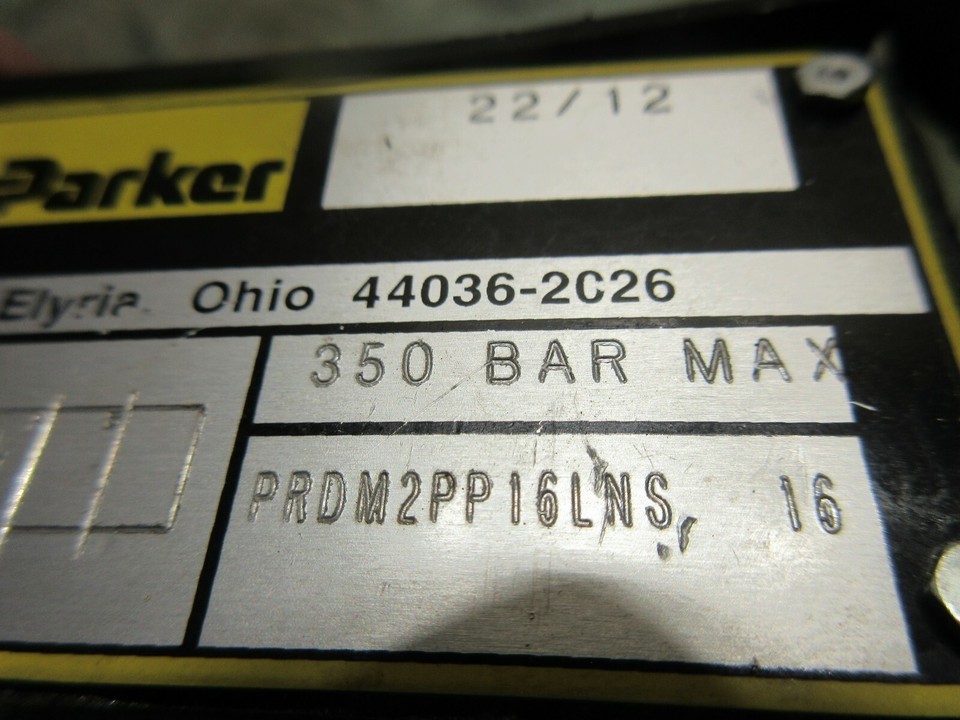 22/12
Parker
Elyria, Ohio 44036-2026
350 BAR MAX
PRDM2PP16LNS, 16